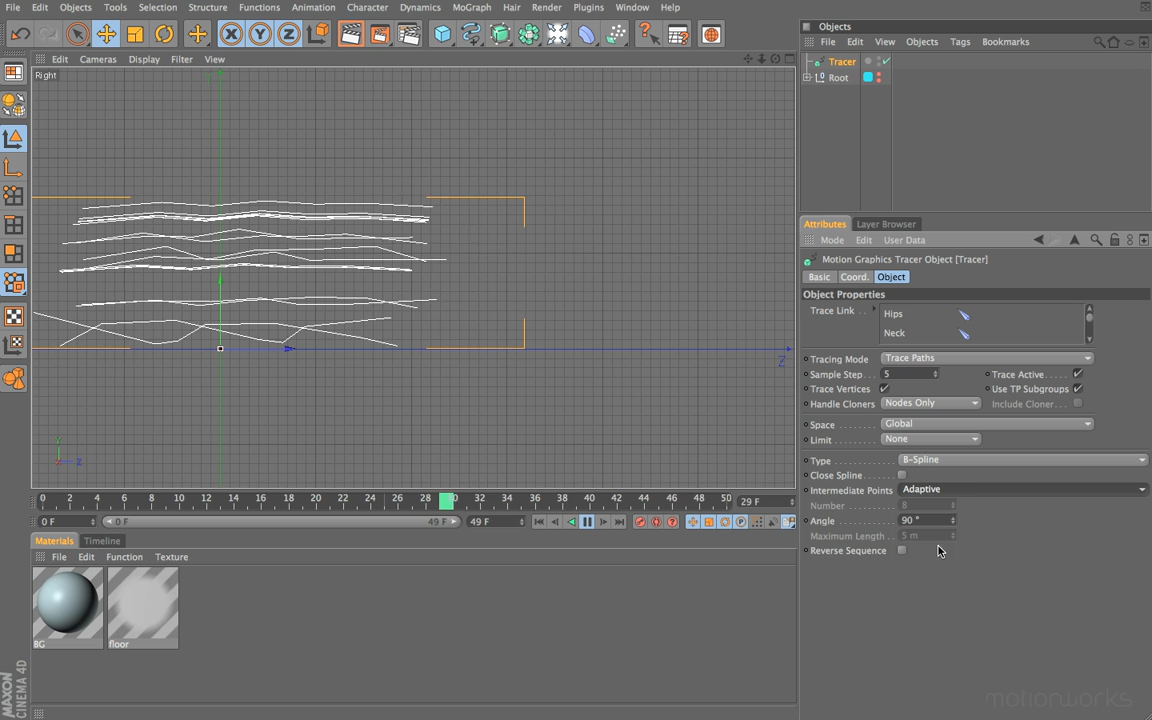 File Edit Objects Tools Selection Structure Functions Animation Character Dynamics MoGraph Hair Render Plugins Window Help
Edit Cameras Display Filter View
Right
Y
Z
Y
Z
0 2 4 6 8 10 12 14 16 18 20 22 24 26 28 30 32 34 36 38 40 42 44 46 48 50 29 F
0 F 0 F 49 F 49 F
Materials Timeline
File Edit Function Texture
BG floor
MAXON
CINEMA 4D
Objects
File Edit View Objects Tags Bookmarks
Tracer
Root
Attributes Layer Browser
Mode Edit User Data
Motion Graphics Tracer Object [Tracer]
Basic Coord. Object
Object Properties
Trace Link . . Hips
Neck
Tracing Mode Trace Paths
Sample Step . . 5 Trace Active . . . . .
Trace Vertices Use TP Subgroups
Handle Cloners Nodes Only Include Cloner . .
Space . . . . . . . . Global
Limit . . . . . . . . None
Type . . . . . . . . . . . . B-Spline
Close Spline . . . . . . .
Intermediate Points Adaptive
Number . . . . . . . . . 8
Angle . . . . . . . . . . . 90 °
Maximum Length . . 5 m
Reverse Sequence
motionworks